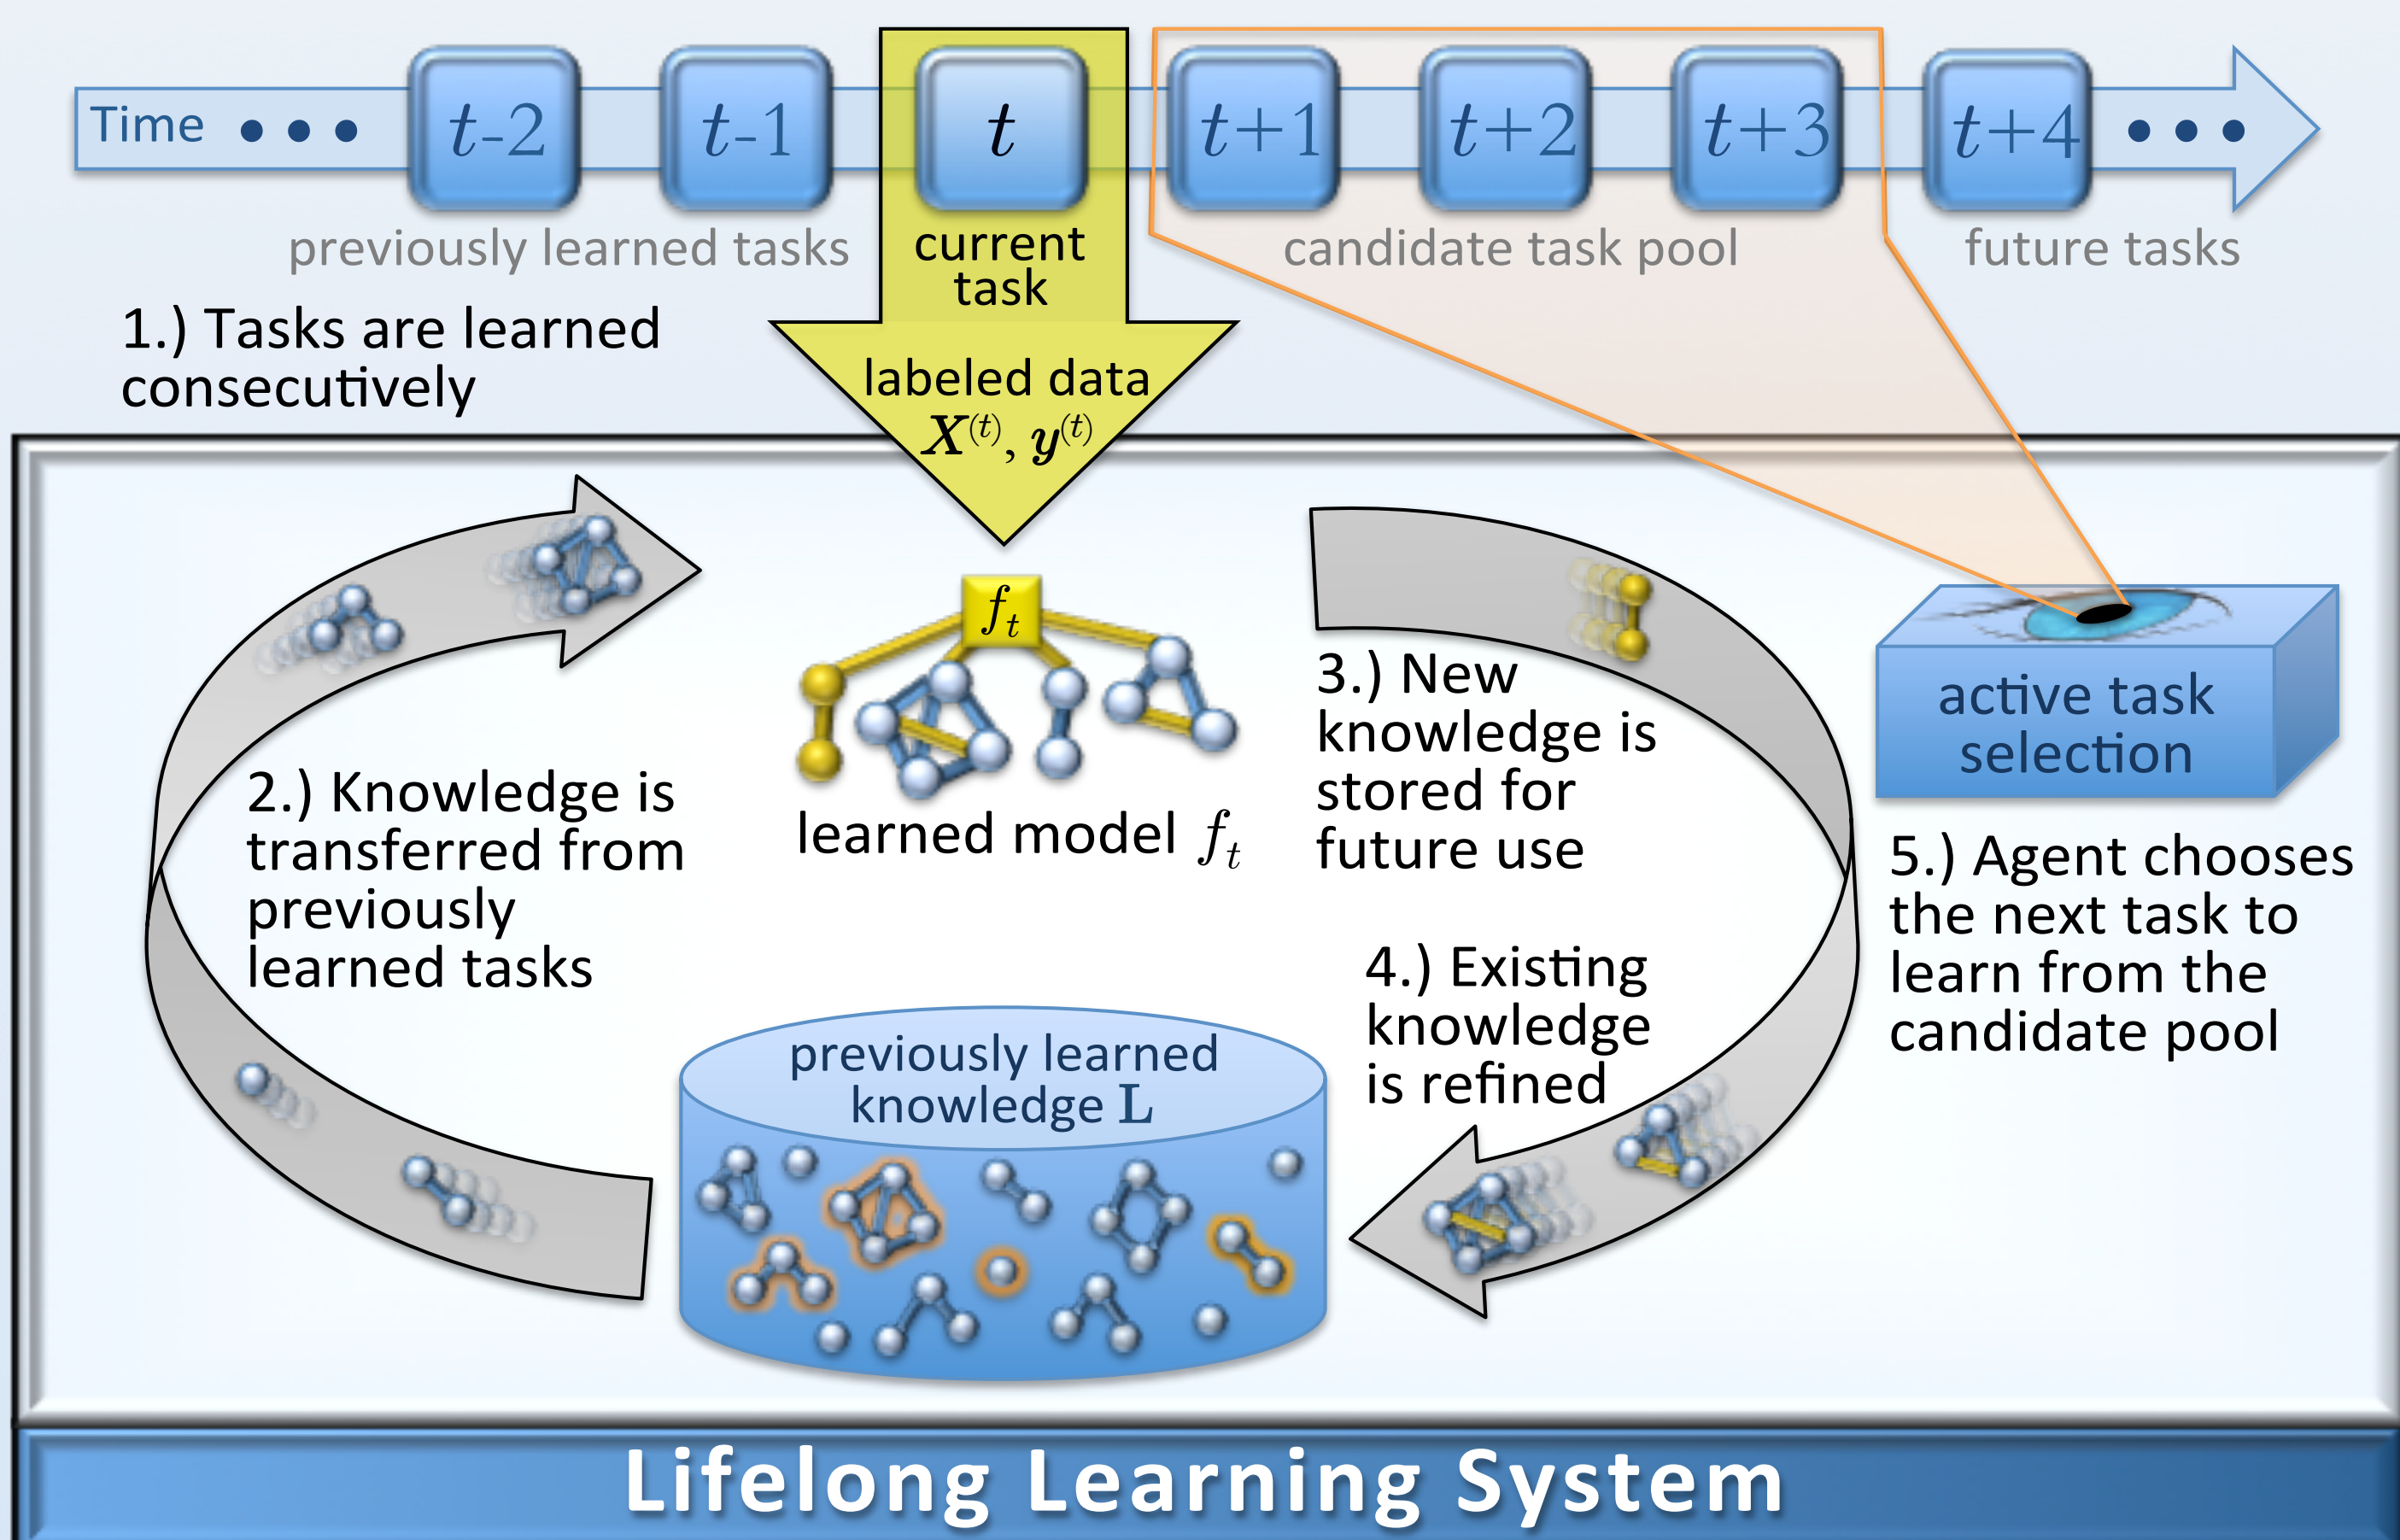 Time • • • t-2 t-1 t t+1 t+2 t+3 t+4 • • •
previously learned tasks
current
task
candidate task pool
future tasks
1.) Tasks are learned
consecutively
labeled data
X^(t), y^(t)
f_t
learned model f_t
2.) Knowledge is
transferred from
previously
learned tasks
3.) New
knowledge is
stored for
future use
4.) Existing
knowledge
is refined
active task
selection
5.) Agent chooses
the next task to
learn from the
candidate pool
previously learned
knowledge L
Lifelong Learning System